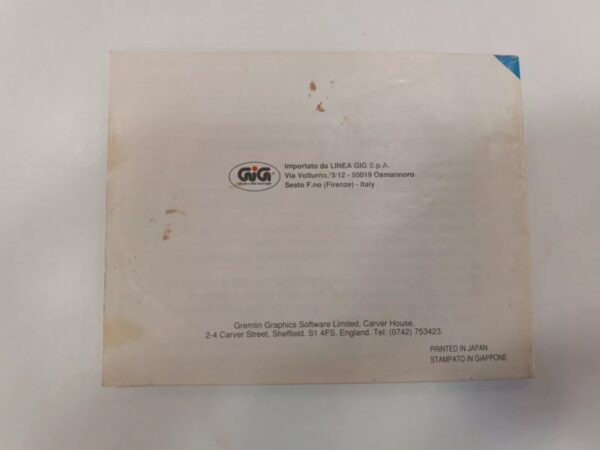 GiG
Importato da LINEA GIG S.p.A.
Via Volturno, 3/12 - 50019 Osmannoro
Sesto F.no (Firenze) - Italy
Gremlin Graphics Software Limited, Carver House,
2-4 Carver Street, Sheffield. S1 4FS. England. Tel: (0742) 753423.
PRINTED IN JAPAN
STAMPATO IN GIAPPONE